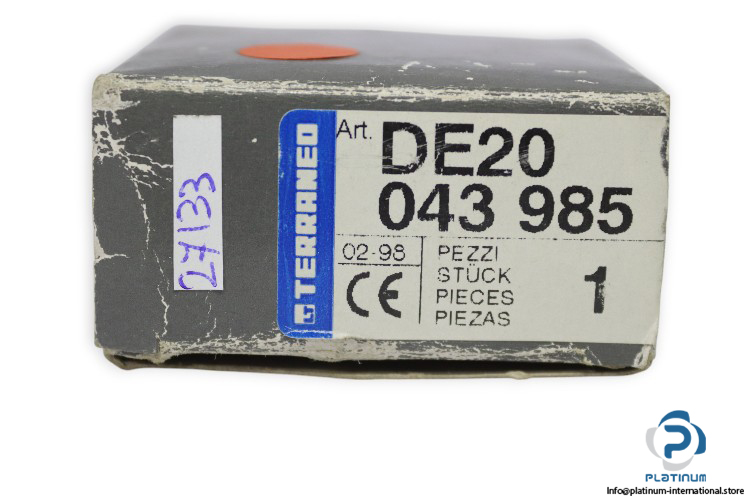 27133
TERRANEO
Art. DE20
043 985
02-98
CE
PEZZI
STÜCK
PIECES
PIEZAS
1
PLATINUM
Info@platinum-international.store